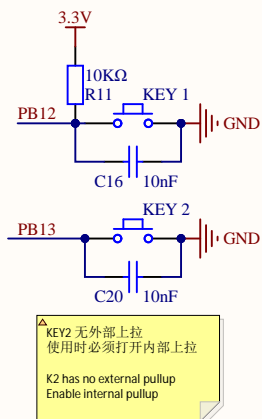 3.3V
10KΩ
R11
KEY 1
PB12
GND
C16 10nF
KEY 2
PB13
GND
C20 10nF
KEY2 无外部上拉
使用时必须打开内部上拉
K2 has no external pullup
Enable internal pullup